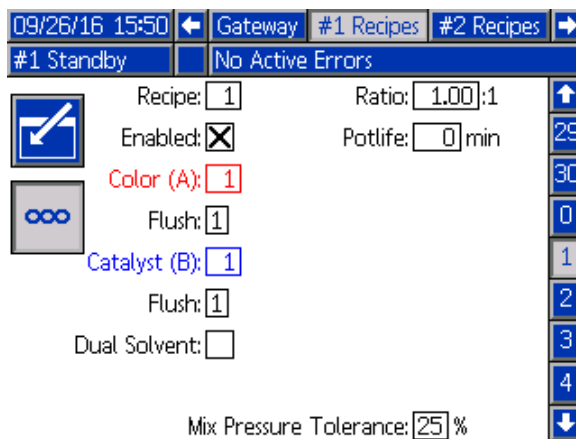 09/26/16 15:50 Gateway #1 Recipes #2 Recipes
#1 Standby No Active Errors
Recipe: 1 Ratio: 1.00:1
Enabled: Potlife: 0 min
29
Color (A): 1
30
Flush: 1
0
Catalyst (B): 1
1
Flush: 1
2
Dual Solvent:
3
4
Mix Pressure Tolerance: 25 %